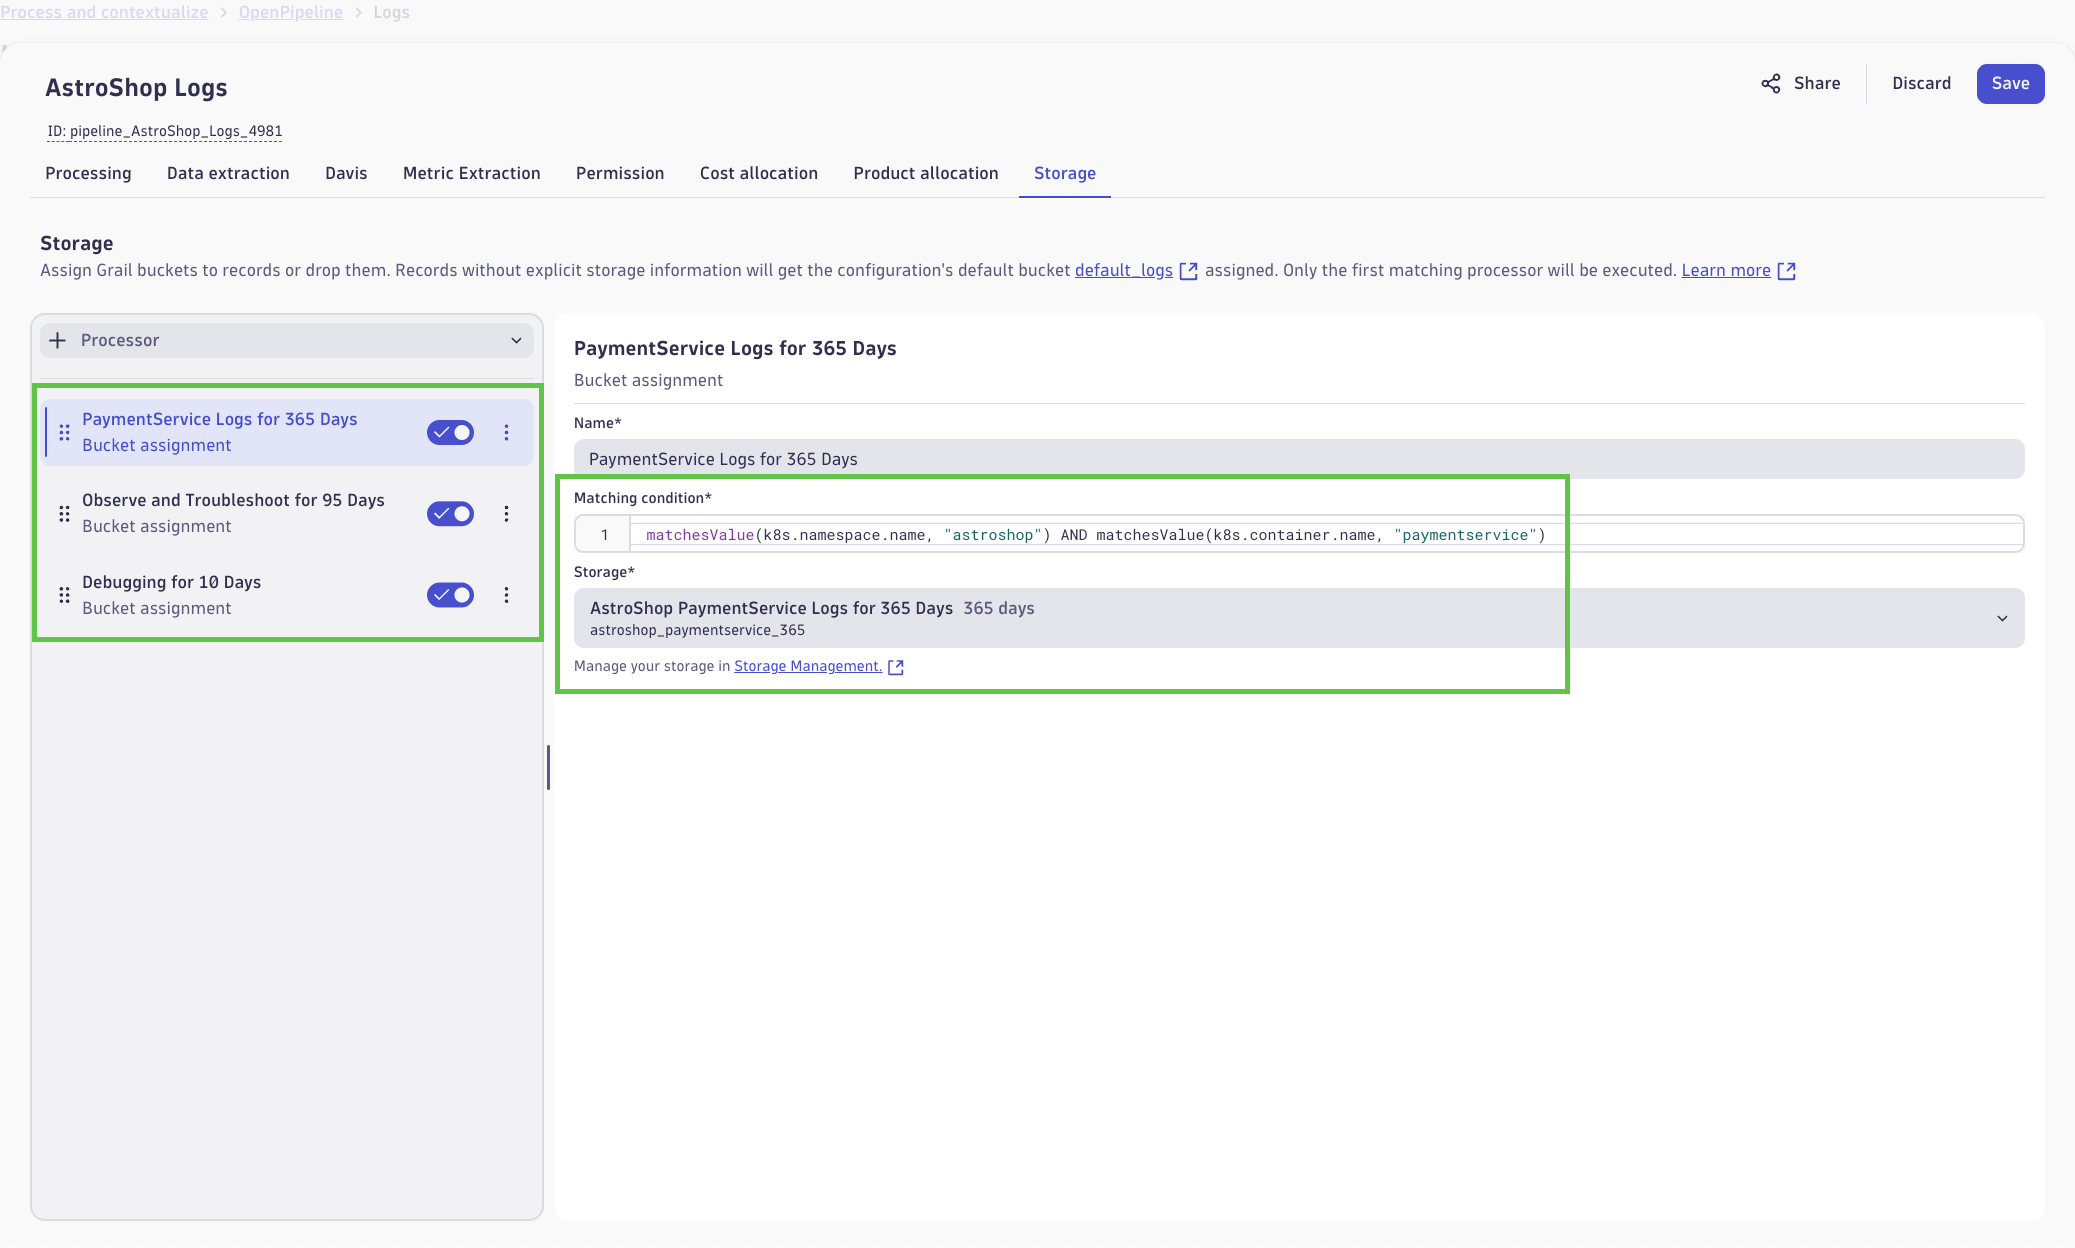 Process and contextualize > OpenPipeline > Logs
AstroShop Logs
Share
Discard
Save
ID: pipeline_AstroShop_Logs_4981
Processing
Data extraction
Davis
Metric Extraction
Permission
Cost allocation
Product allocation
Storage
Storage
Assign Grail buckets to records or drop them. Records without explicit storage information will get the configuration's default bucket default_logs assigned. Only the first matching processor will be executed. Learn more
Processor
PaymentService Logs for 365 Days
Bucket assignment
Observe and Troubleshoot for 95 Days
Bucket assignment
Debugging for 10 Days
Bucket assignment
PaymentService Logs for 365 Days
Bucket assignment
Name*
PaymentService Logs for 365 Days
Matching condition*
1 matchesValue(k8s.namespace.name, "astroshop") AND matchesValue(k8s.container.name, "paymentservice")
Storage*
AstroShop PaymentService Logs for 365 Days 365 days
astroshop_paymentservice_365
Manage your storage in Storage Management.